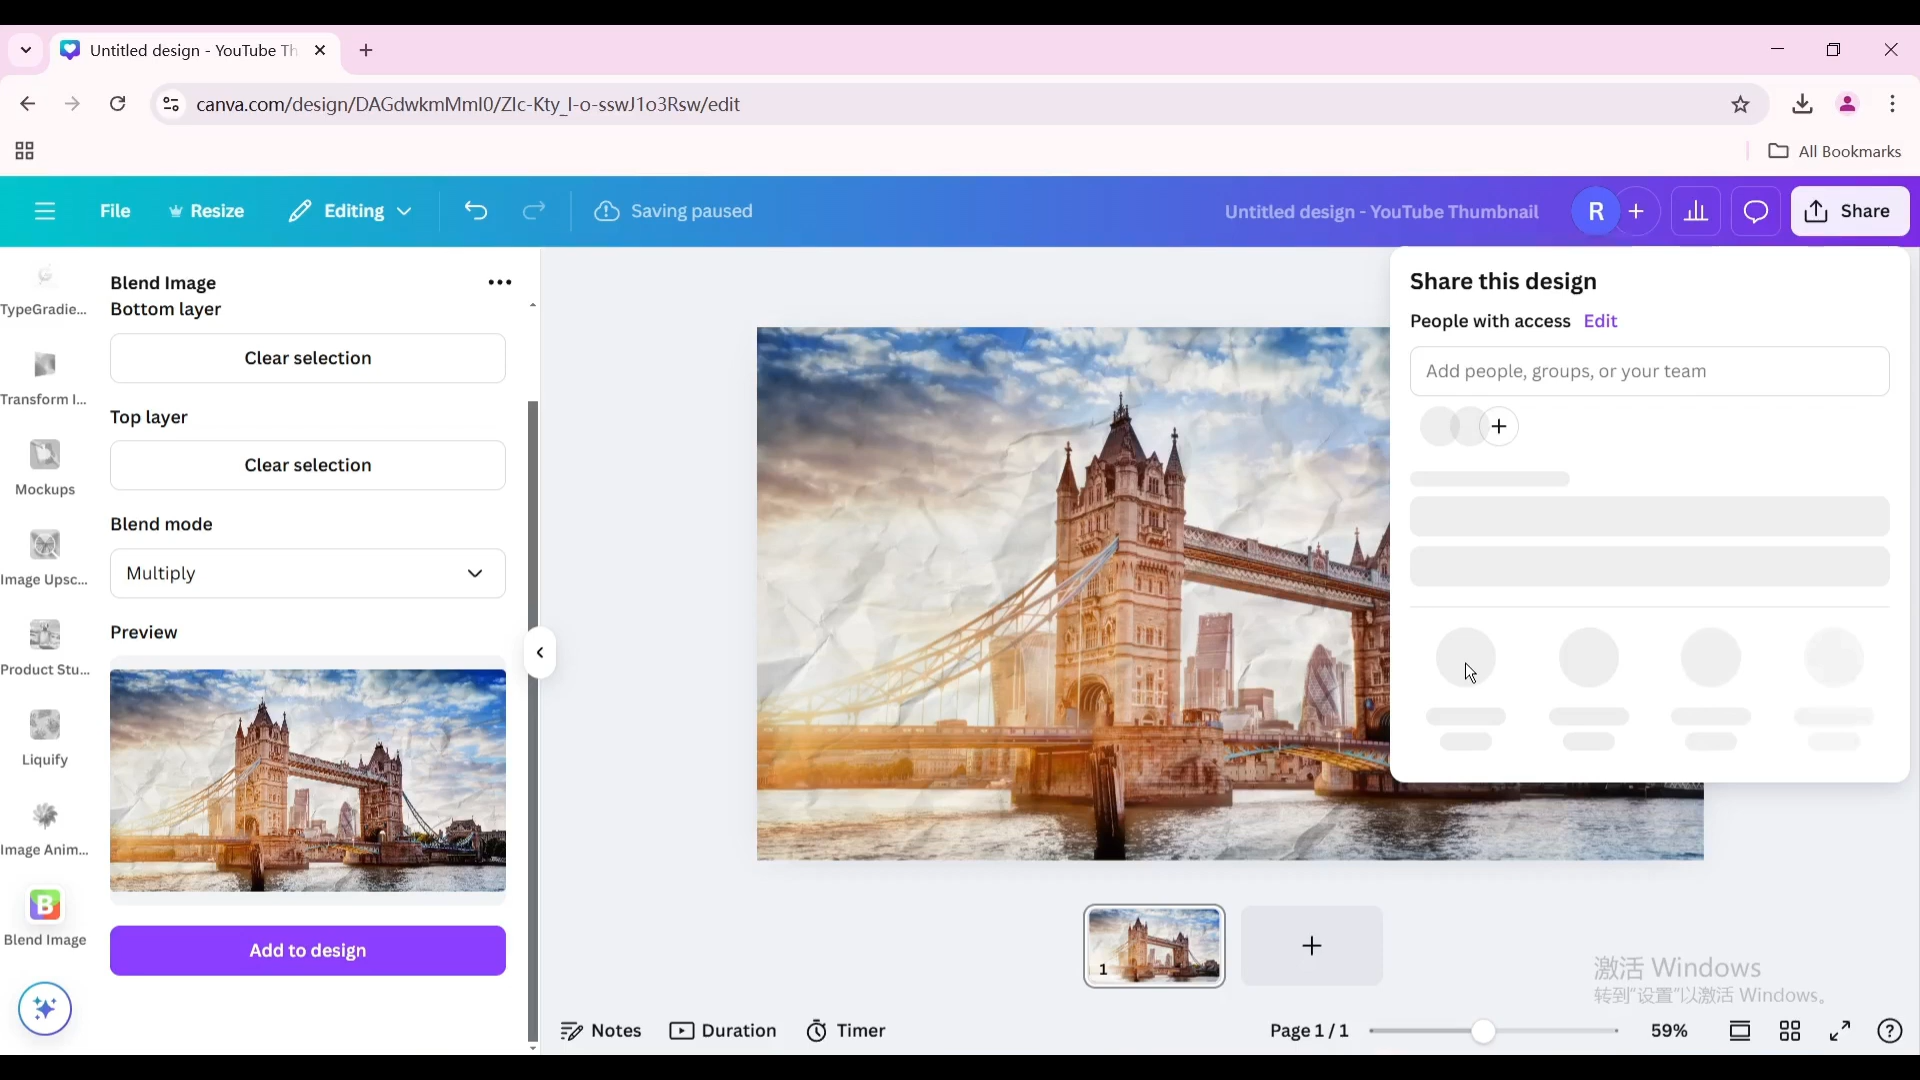 Untitled design - YouTube Th
canva.com/design/DAGdwkmMmI0/ZIc-Kty_I-o-sswJ1o3Rsw/edit
All Bookmarks
File
Resize
Editing
Saving paused
Untitled design - YouTube Thumbnail
R
Share
TypeGradie...
Transform I...
Mockups
Image Upsc...
Product Stu...
Liquify
Image Anim...
B
Blend Image
Blend Image
Bottom layer
Clear selection
Top layer
Clear selection
Blend mode
Multiply
Preview
Add to design
Share this design
People with access Edit
Add people, groups, or your team
1
激活 Windows
转到"设置"以激活 Windows。
Notes
Duration
Timer
Page 1 / 1
59%